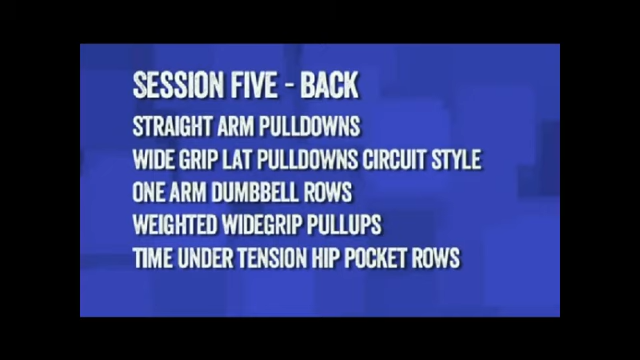 SESSION FIVE - BACK
STRAIGHT ARM PULLDOWNS
WIDE GRIP LAT PULLDOWNS CIRCUIT STYLE
ONE ARM DUMBBELL ROWS
WEIGHTED WIDEGRIP PULLUPS
TIME UNDER TENSION HIP POCKET ROWS